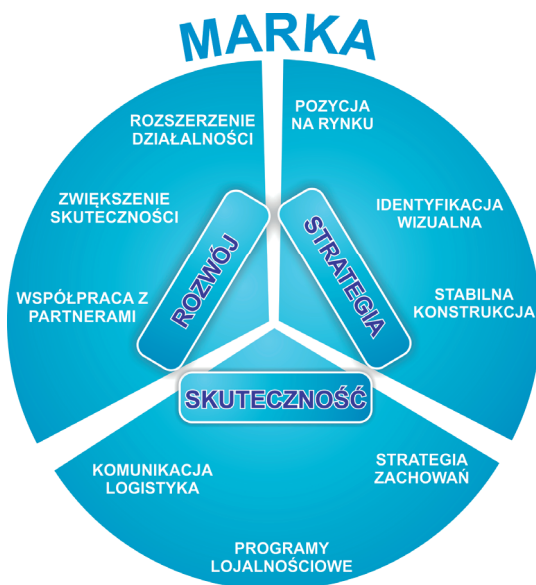 MARKA
ROZSZERZENIE
DZIAŁALNOŚCI
ZWIĘKSZENIE
SKUTECZNOŚCI
WSPÓŁPRACA Z
PARTNERAMI
ROZWÓJ
POZYCJA
NA RYNKU
IDENTYFIKACJA
WIZUALNA
STABILNA
KONSTRUKCJA
STRATEGIA
SKUTECZNOŚĆ
KOMUNIKACJA
LOGISTYKA
STRATEGIA
ZACHOWAŃ
PROGRAMY
LOJALNOŚCIOWE